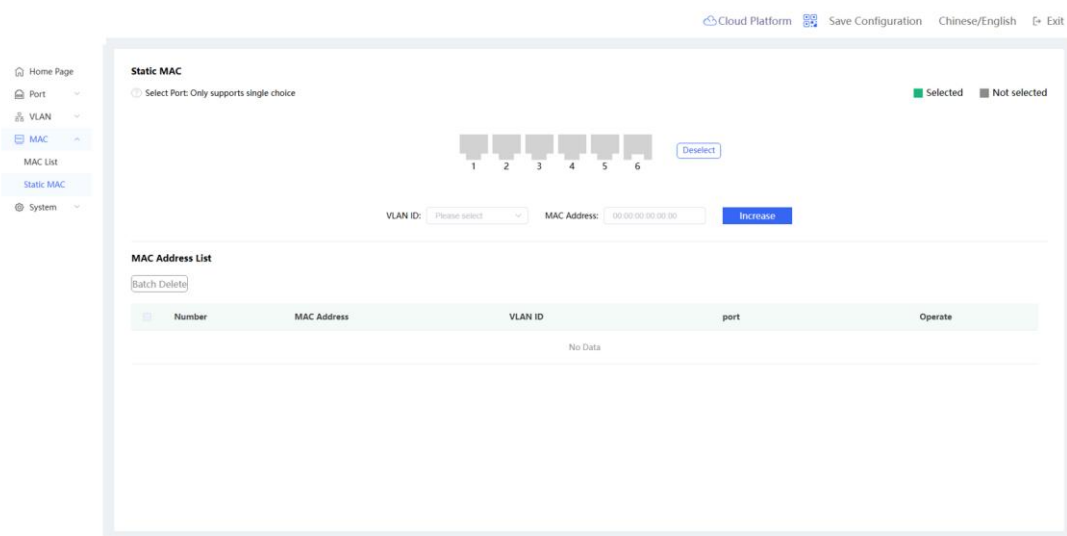 Cloud Platform Save Configuration Chinese/English Exit
Home Page
Port
VLAN
MAC
MAC List
Static MAC
System
Static MAC
Select Port: Only supports single choice
Selected Not selected
1 2 3 4 5 6
Deselect
VLAN ID: Please select MAC Address: 00:00:00:00:00:00 Increase
MAC Address List
Batch Delete
Number MAC Address VLAN ID port Operate
No Data